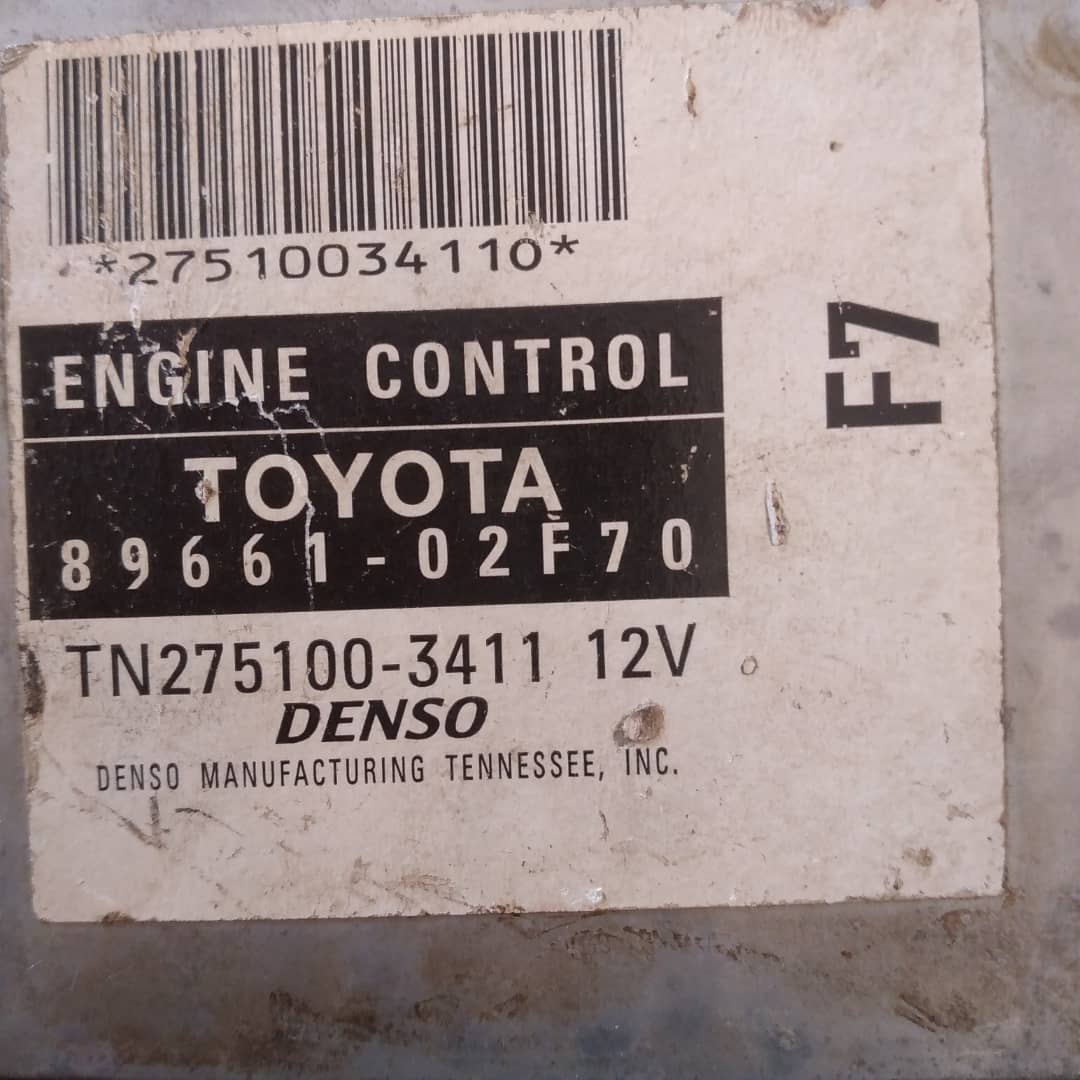 *27510034110*
ENGINE CONTROL
TOYOTA
89661-02F70
TN275100-3411 12V
DENSO
DENSO MANUFACTURING TENNESSEE, INC.
F7